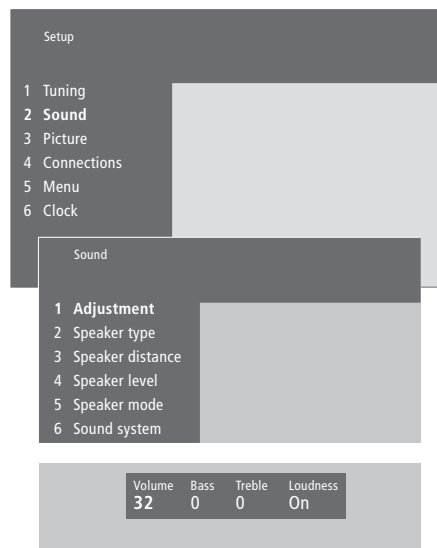 Setup
1 Tuning
2 Sound
3 Picture
4 Connections
5 Menu
6 Clock
Sound
1 Adjustment
2 Speaker type
3 Speaker distance
4 Speaker level
5 Speaker mode
6 Sound system
Volume Bass Treble Loudness
32 0 0 On